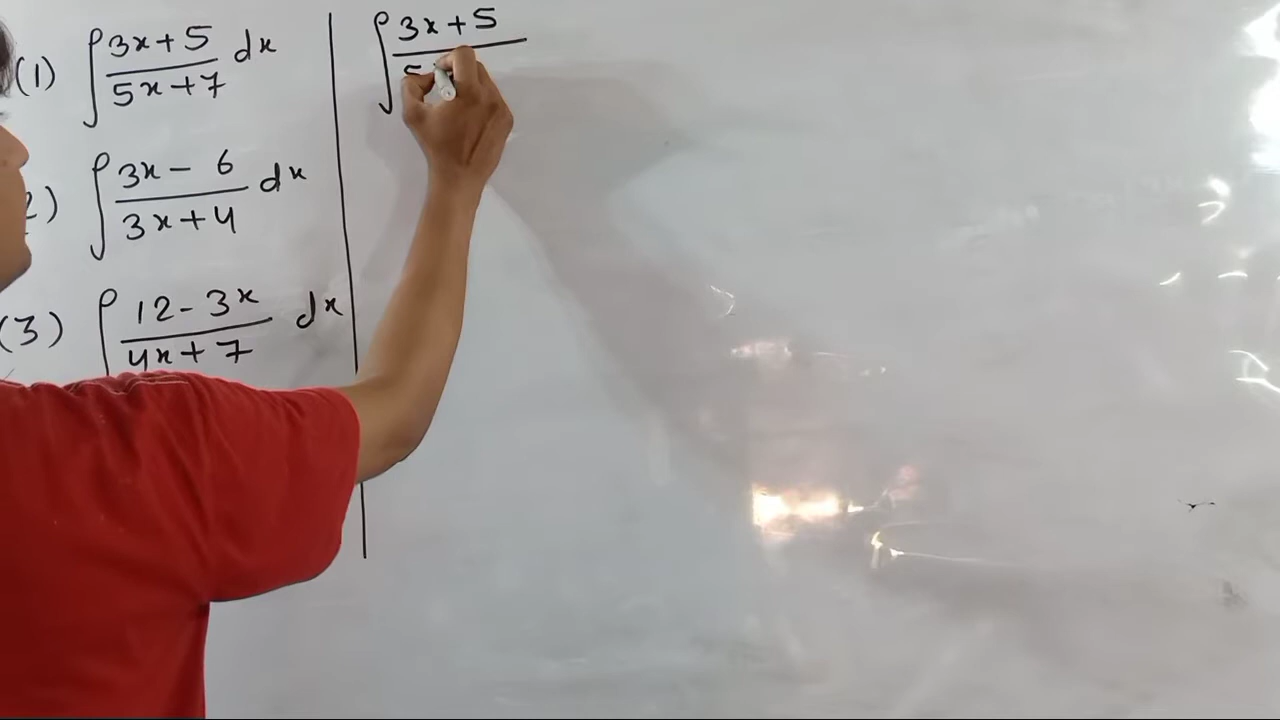 (1) ∫ 3x+5 / 5x+7 dx
2) ∫ 3x - 6 / 3x+4 dx
(3) ∫ 12-3x / 4x+7 dx
∫ 3x+5 / 5